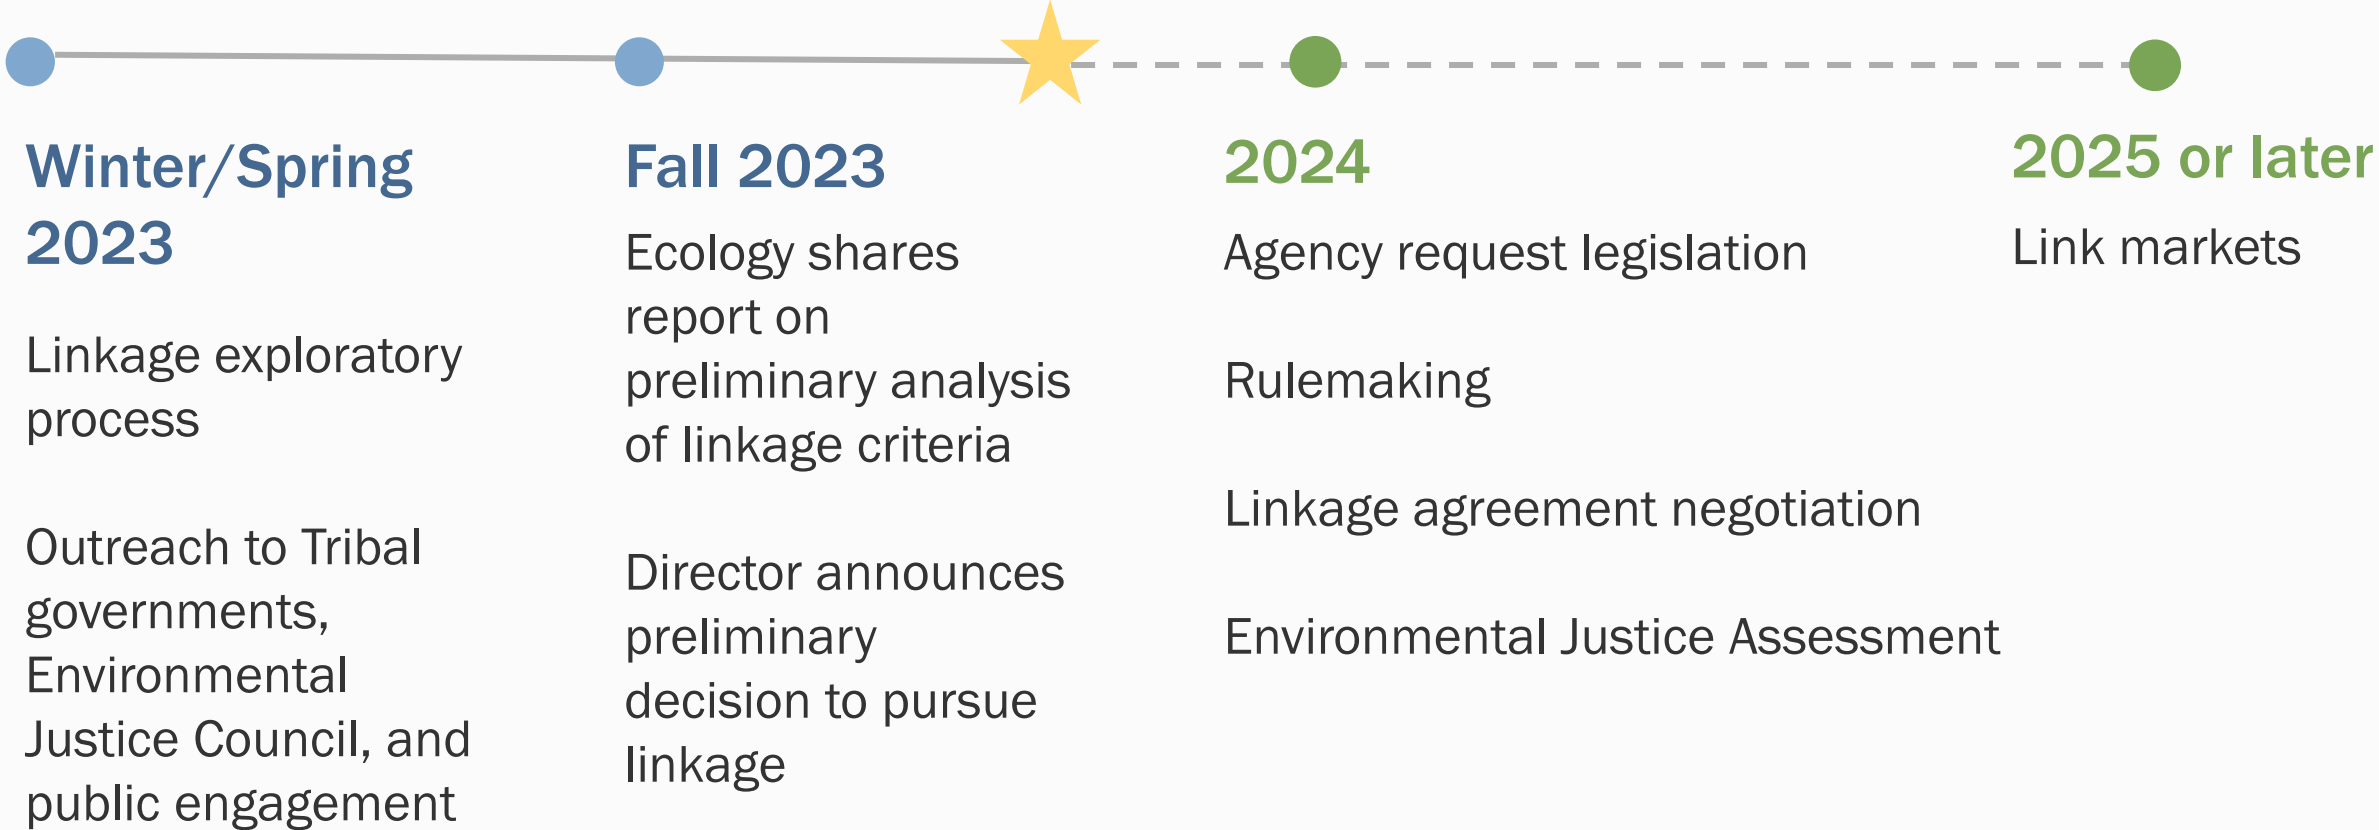 Winter/Spring
2023
Linkage exploratory
process
Outreach to Tribal
governments,
Environmental
Justice Council, and
public engagement
Fall 2023
Ecology shares
report on
preliminary analysis
of linkage criteria
Director announces
preliminary
decision to pursue
linkage
2024
Agency request legislation
Rulemaking
Linkage agreement negotiation
Environmental Justice Assessment
2025 or later
Link markets